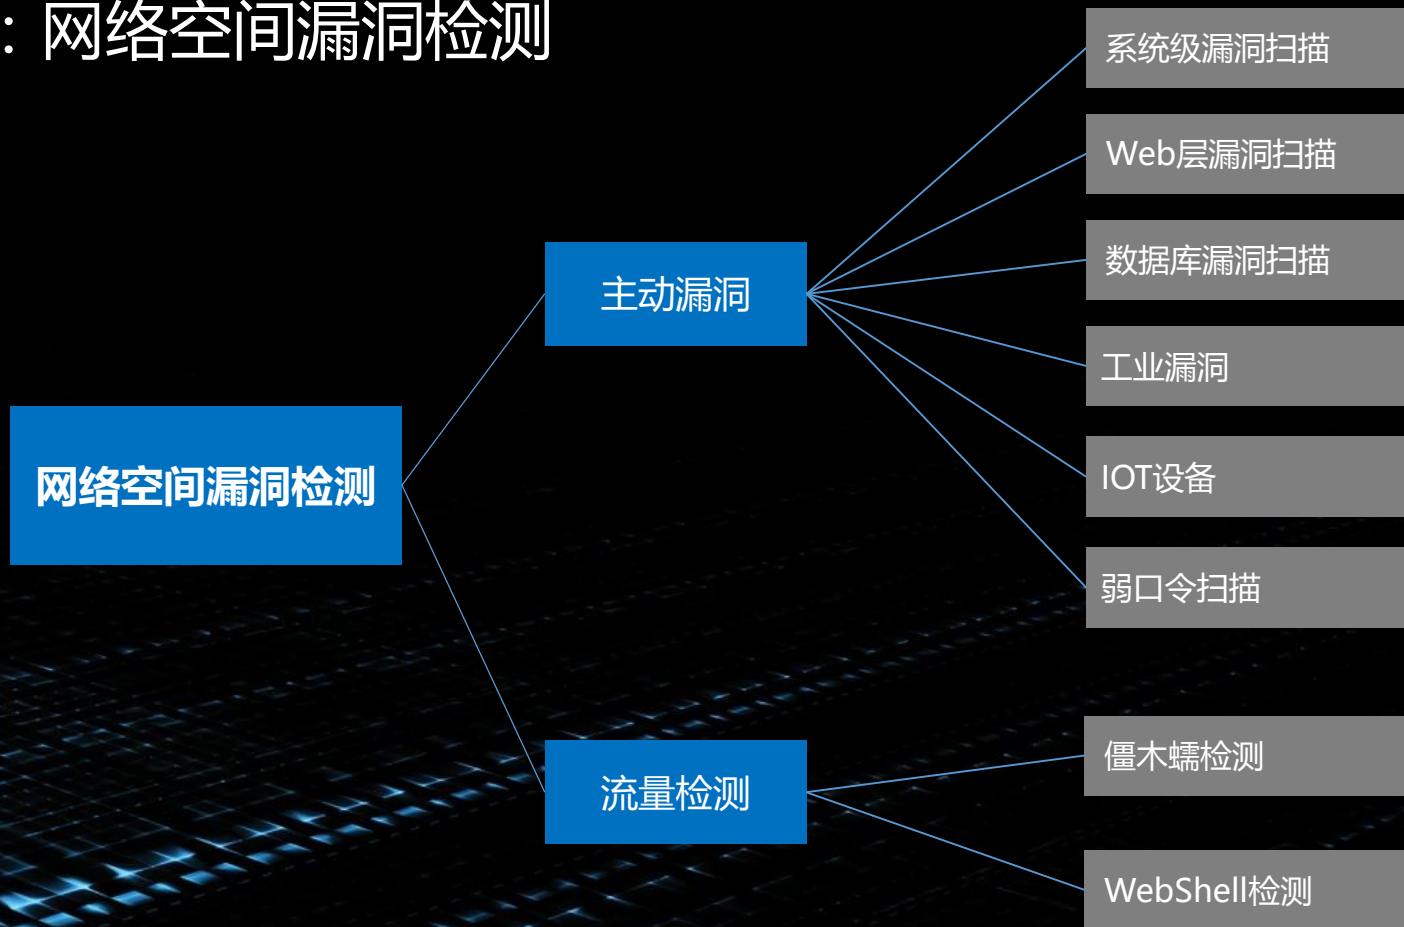 ：网络空间漏洞检测
网络空间漏洞检测
主动漏洞
系统级漏洞扫描
Web层漏洞扫描
数据库漏洞扫描
工业漏洞
IOT设备
弱口令扫描
流量检测
僵木蠕检测
WebShell检测